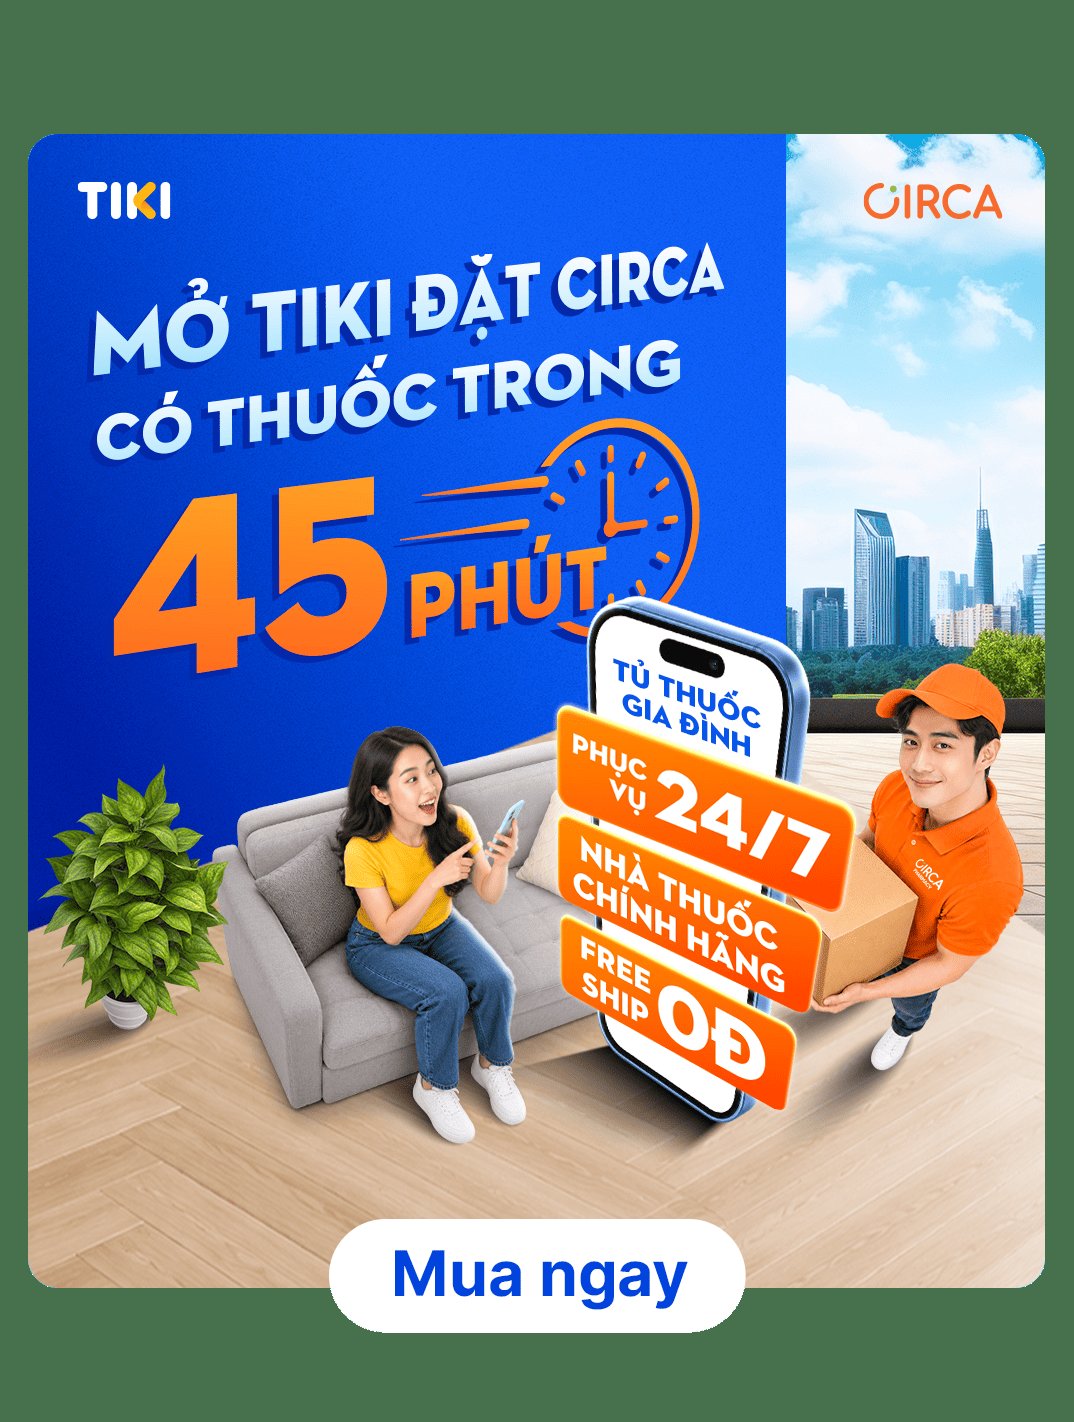 TIKI
CIRCA
MỞ TIKI ĐẶT CIRCA
CÓ THUỐC TRONG
45 PHÚT
TỦ THUỐC
GIA ĐÌNH
PHỤC
VỤ 24/7
NHÀ THUỐC
CHÍNH HÃNG
FREE
SHIP 0Đ
CIRCA
Mua ngay